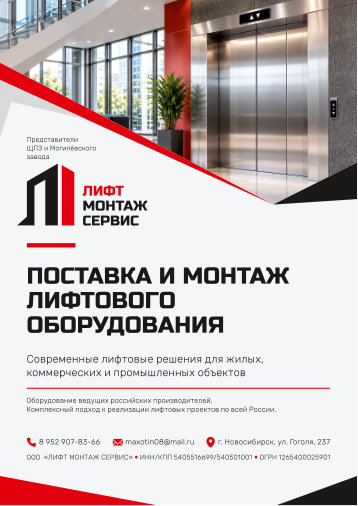 Представители
ЩЛЗ и Могилёвского
завода
ЛИФТ
МОНТАЖ
СЕРВИС
ПОСТАВКА И МОНТАЖ
ЛИФТОВОГО
ОБОРУДОВАНИЯ
Современные лифтовые решения для жилых,
коммерческих и промышленных объектов
Оборудование ведущих российских производителей.
Комплексный подход к реализации лифтовых проектов по всей России.
8 952 907-83-66 maxotin08@mail.ru г. Новосибирск, ул. Гоголя, 237
ООО «ЛИФТ МОНТАЖ СЕРВИС» • ИНН/КПП 5405516699/540501001 • ОГРН 1265400025901